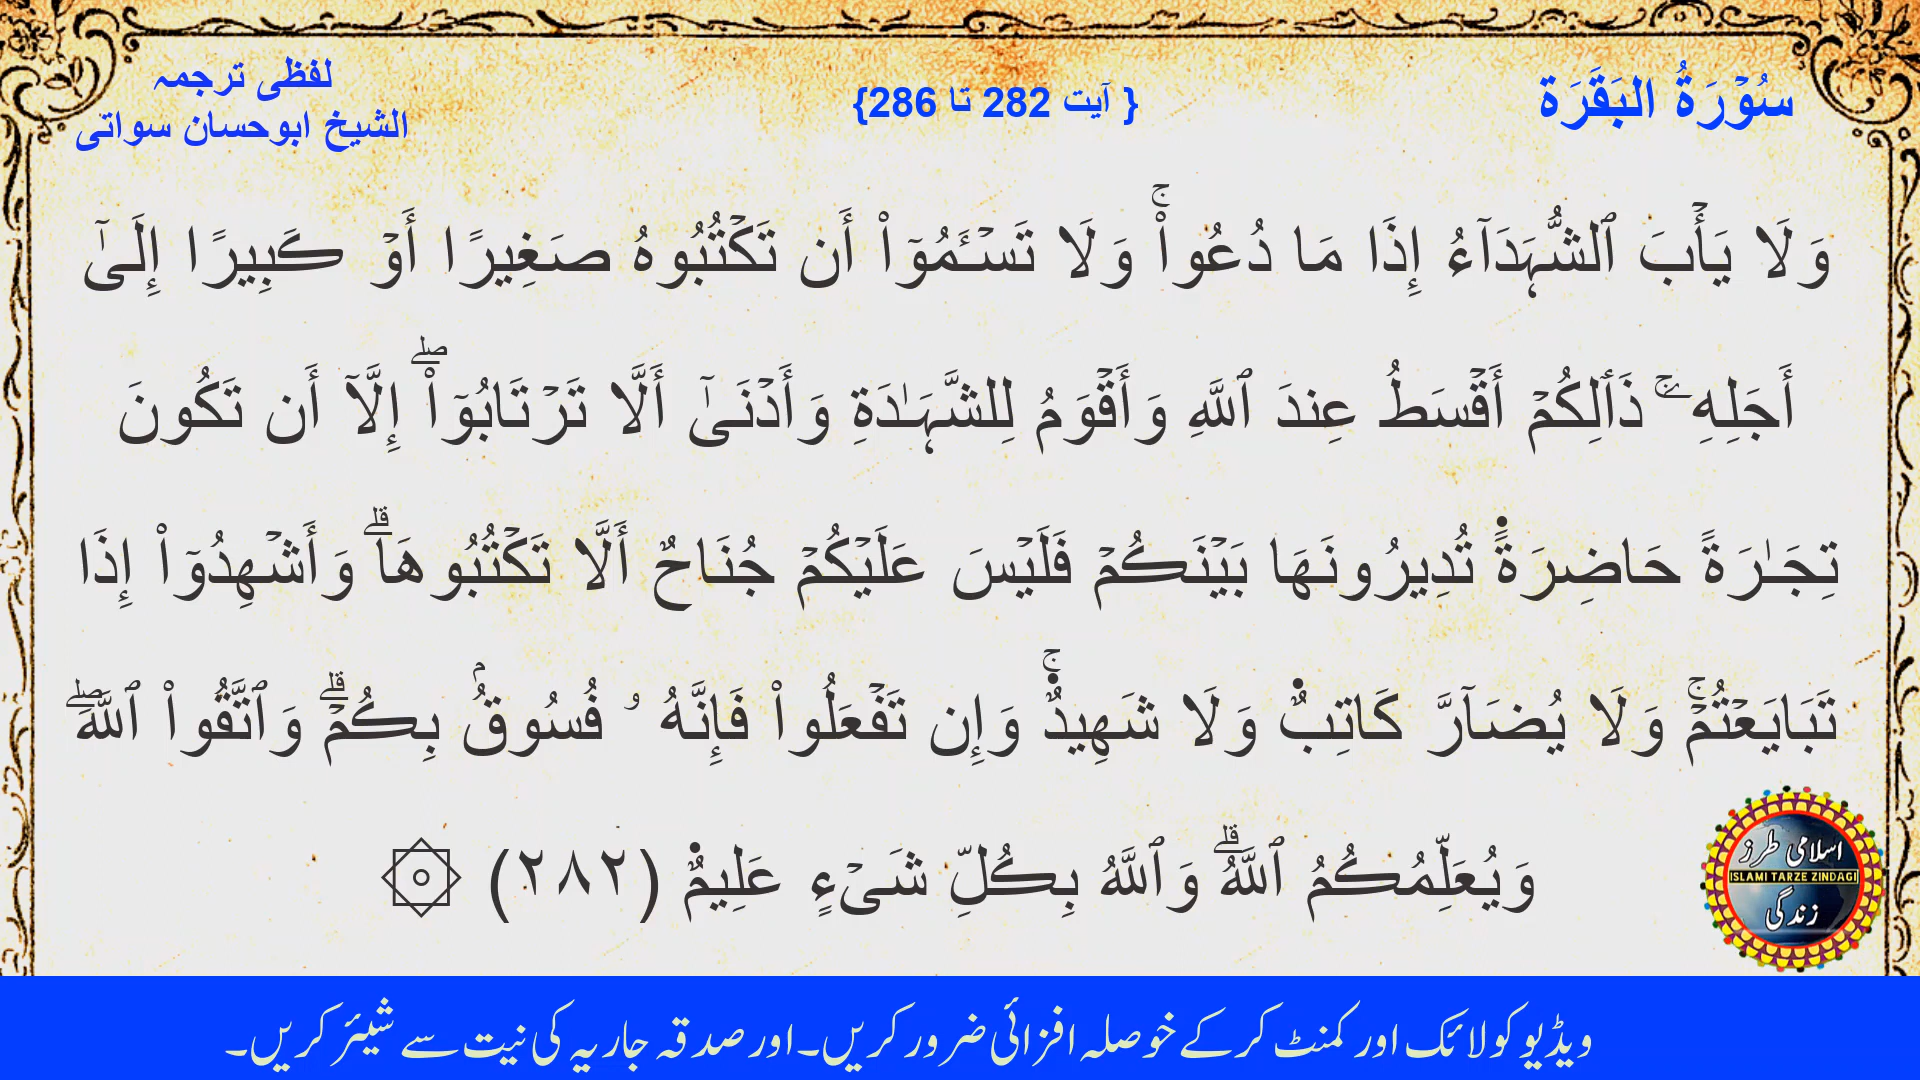 سُوْرَةُ البَقَرَة
{ آیت 282 تا 286}
لفظی ترجمہ
الشیخ ابوحسان سواتی
وَلَا يَأۡبَ ٱلشُّهَدَآءُ إِذَا مَا دُعُواْۚ وَلَا تَسۡـَٔمُوٓاْ أَن تَكۡتُبُوهُ صَغِيرًا أَوۡ كَبِيرًا إِلَىٰٓ
أَجَلِهِۦۚ ذَٲلِكُمۡ أَقۡسَطُ عِندَ ٱللَّهِ وَأَقۡوَمُ لِلشَّهَـٰدَةِ وَأَدۡنَىٰٓ أَلَّا تَرۡتَابُوٓاْۖ إِلَّآ أَن تَكُونَ
تِجَـٰرَةً حَاضِرَةً۬ تُدِيرُونَهَا بَيۡنَڪُمۡ فَلَيۡسَ عَلَيۡكُمۡ جُنَاحٌ أَلَّا تَكۡتُبُوهَاۗ وَأَشۡهِدُوٓاْ إِذَا
تَبَايَعۡتُمۡۚ وَلَا يُضَآرَّ كَاتِبٌ۬ وَلَا شَهِيدٌ۬ۚ وَإِن تَفۡعَلُواْ فَإِنَّهُ ۥ فُسُوقُۢ بِڪُمۡۗ وَٱتَّقُواْ ٱللَّهَۖ
وَيُعَلِّمُڪُمُ ٱللَّهُۗ وَٱللَّهُ بِڪُلِّ شَىۡءٍ عَلِيمٌ۬ (٢٨٢) ۞
اسلامی طرز
ISLAMI TARZE ZINDAGI
زندگی
ویڈیو کو لائک اور کمنٹ کر کے خوصلہ افزائی ضرور کریں۔ اور صدقہ جاریہ کی نیت سے شیئر کریں۔